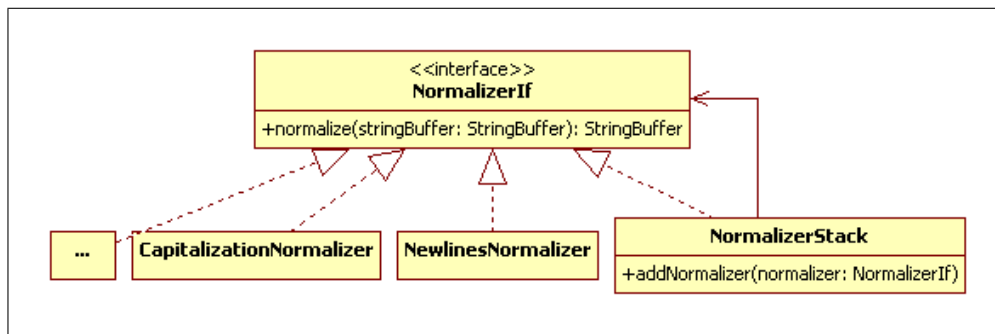 <<interface>>
NormalizerIf
+normalize(stringBuffer: StringBuffer): StringBuffer
...
CapitalizationNormalizer
NewlinesNormalizer
NormalizerStack
+addNormalizer(normalizer: NormalizerIf)